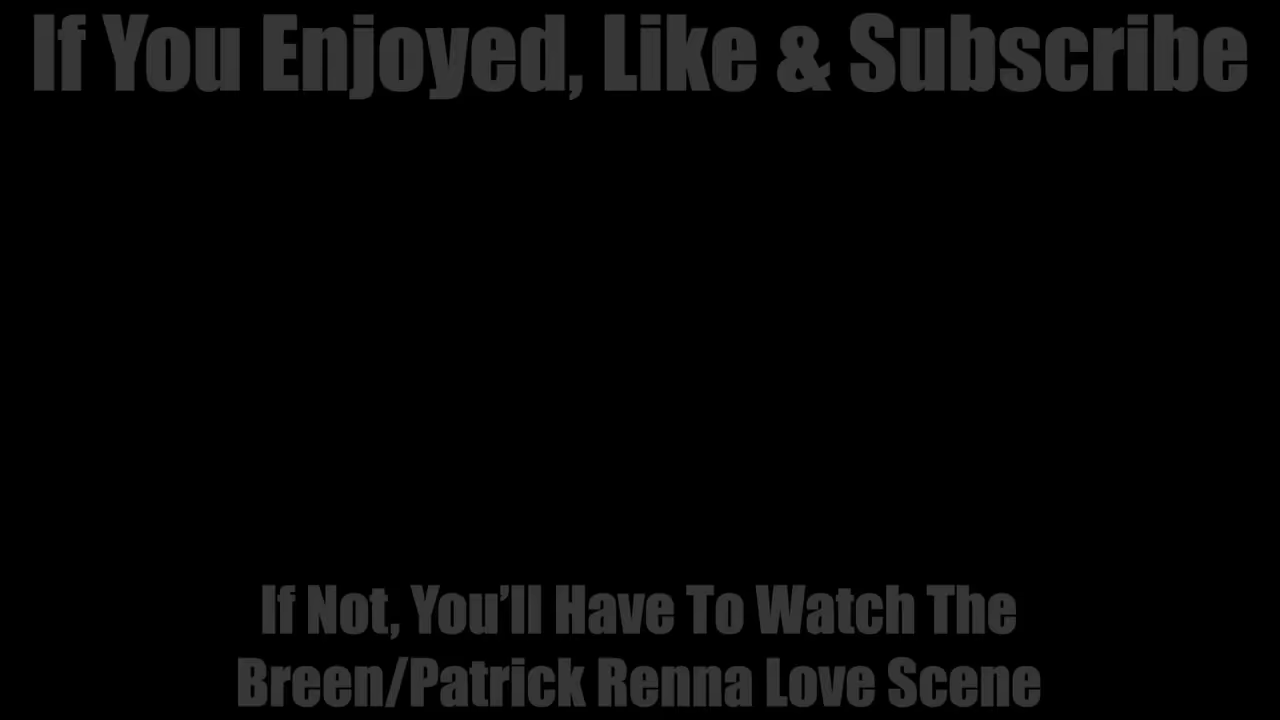 If You Enjoyed, Like & Subscribe
If Not, You’ll Have To Watch The
Breen/Patrick Renna Love Scene